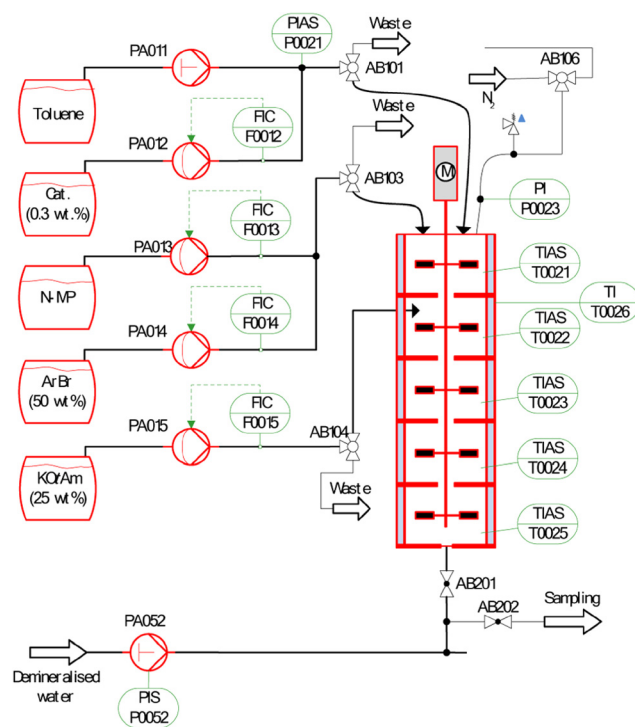 PIAS
P0021
Waste
PA011
AB101
AB106
Toluene
N2
FIC
F0012
Waste
PA012
Cat.
(0.3 wt.%)
AB103
M
PI
P0023
FIC
F0013
PA013
N-MP
TIAS
T0021
TI
T0026
FIC
F0014
PA014
TIAS
T0022
ArBr
(50 wt%)
TIAS
T0023
FIC
F0015
PA015
AB104
KOtAm
(25 wt%)
TIAS
T0024
Waste
TIAS
T0025
AB201
AB202
Sampling
PA052
Demineralised
water
PIS
P0052